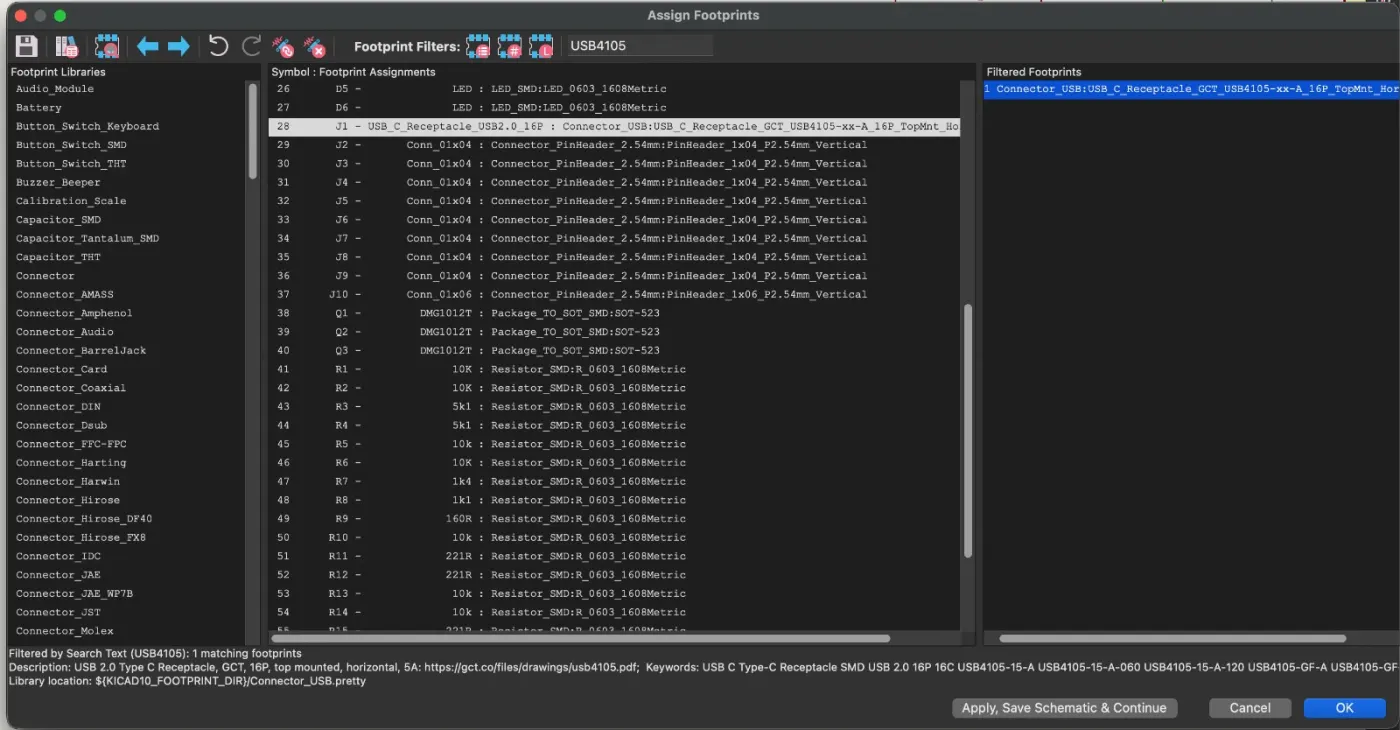 Assign Footprints
Footprint Filters: USB4105
Footprint Libraries
Audio_Module
Battery
Button_Switch_Keyboard
Button_Switch_SMD
Button_Switch_THT
Buzzer_Beeper
Calibration_Scale
Capacitor_SMD
Capacitor_Tantalum_SMD
Capacitor_THT
Connector
Connector_AMASS
Connector_Amphenol
Connector_Audio
Connector_BarrelJack
Connector_Card
Connector_Coaxial
Connector_DIN
Connector_Dsub
Connector_FFC-FPC
Connector_Harting
Connector_Harwin
Connector_Hirose
Connector_Hirose_DF40
Connector_Hirose_FX8
Connector_IDC
Connector_JAE
Connector_JAE_WP7B
Connector_JST
Connector_Molex
Symbol : Footprint Assignments
26 D5 - LED : LED_SMD:LED_0603_1608Metric
27 D6 - LED : LED_SMD:LED_0603_1608Metric
28 J1 - USB_C_Receptacle_USB2.0_16P : Connector_USB:USB_C_Receptacle_GCT_USB4105-xx-A_16P_TopMnt_Ho
29 J2 - Conn_01x04 : Connector_PinHeader_2.54mm:PinHeader_1x04_P2.54mm_Vertical
30 J3 - Conn_01x04 : Connector_PinHeader_2.54mm:PinHeader_1x04_P2.54mm_Vertical
31 J4 - Conn_01x04 : Connector_PinHeader_2.54mm:PinHeader_1x04_P2.54mm_Vertical
32 J5 - Conn_01x04 : Connector_PinHeader_2.54mm:PinHeader_1x04_P2.54mm_Vertical
33 J6 - Conn_01x04 : Connector_PinHeader_2.54mm:PinHeader_1x04_P2.54mm_Vertical
34 J7 - Conn_01x04 : Connector_PinHeader_2.54mm:PinHeader_1x04_P2.54mm_Vertical
35 J8 - Conn_01x04 : Connector_PinHeader_2.54mm:PinHeader_1x04_P2.54mm_Vertical
36 J9 - Conn_01x04 : Connector_PinHeader_2.54mm:PinHeader_1x04_P2.54mm_Vertical
37 J10 - Conn_01x06 : Connector_PinHeader_2.54mm:PinHeader_1x06_P2.54mm_Vertical
38 Q1 - DMG1012T : Package_TO_SOT_SMD:SOT-523
39 Q2 - DMG1012T : Package_TO_SOT_SMD:SOT-523
40 Q3 - DMG1012T : Package_TO_SOT_SMD:SOT-523
41 R1 - 10K : Resistor_SMD:R_0603_1608Metric
42 R2 - 10K : Resistor_SMD:R_0603_1608Metric
43 R3 - 5k1 : Resistor_SMD:R_0603_1608Metric
44 R4 - 5k1 : Resistor_SMD:R_0603_1608Metric
45 R5 - 10k : Resistor_SMD:R_0603_1608Metric
46 R6 - 10K : Resistor_SMD:R_0603_1608Metric
47 R7 - 1k4 : Resistor_SMD:R_0603_1608Metric
48 R8 - 1k1 : Resistor_SMD:R_0603_1608Metric
49 R9 - 160R : Resistor_SMD:R_0603_1608Metric
50 R10 - 10k : Resistor_SMD:R_0603_1608Metric
51 R11 - 221R : Resistor_SMD:R_0603_1608Metric
52 R12 - 221R : Resistor_SMD:R_0603_1608Metric
53 R13 - 10k : Resistor_SMD:R_0603_1608Metric
54 R14 - 10k : Resistor_SMD:R_0603_1608Metric
55 R15 - 221R : Resistor_SMD:R_0603_1608Metric
Filtered Footprints
1 Connector_USB:USB_C_Receptacle_GCT_USB4105-xx-A_16P_TopMnt_Hor
Filtered by Search Text (USB4105): 1 matching footprints
Description: USB 2.0 Type C Receptacle, GCT, 16P, top mounted, horizontal, 5A: https://gct.co/files/drawings/usb4105.pdf; Keywords: USB C Type-C Receptacle SMD USB 2.0 16P 16C USB4105-15-A USB4105-15-A-060 USB4105-15-A-120 USB4105-GF-A USB4105-GF-
Library location: ${KICAD10_FOOTPRINT_DIR}/Connector_USB.pretty
Apply, Save Schematic & Continue
Cancel
OK